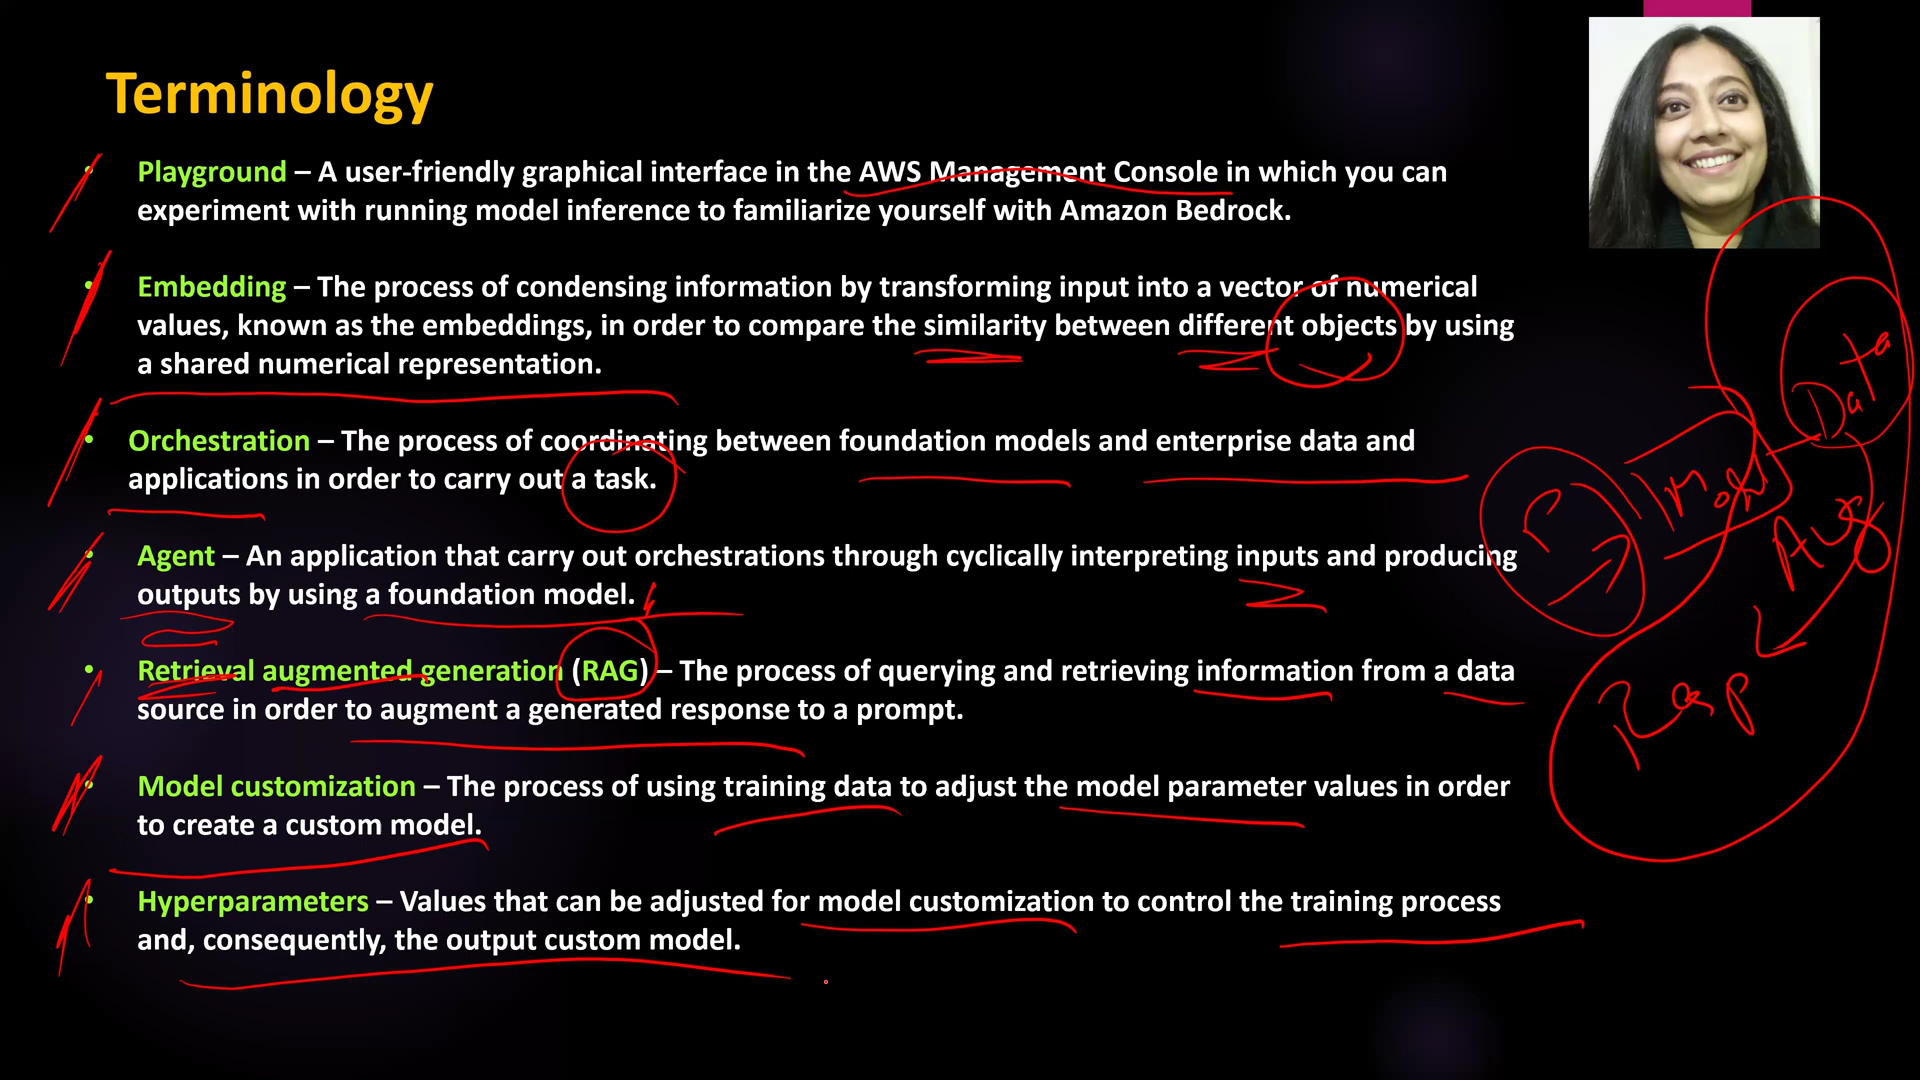 Terminology
• Playground – A user-friendly graphical interface in the AWS Management Console in which you can
experiment with running model inference to familiarize yourself with Amazon Bedrock.
• Embedding – The process of condensing information by transforming input into a vector of numerical
values, known as the embeddings, in order to compare the similarity between different objects by using
a shared numerical representation.
• Orchestration – The process of coordinating between foundation models and enterprise data and
applications in order to carry out a task.
• Agent – An application that carry out orchestrations through cyclically interpreting inputs and producing
outputs by using a foundation model.
• Retrieval augmented generation (RAG) – The process of querying and retrieving information from a data
source in order to augment a generated response to a prompt.
• Model customization – The process of using training data to adjust the model parameter values in order
to create a custom model.
• Hyperparameters – Values that can be adjusted for model customization to control the training process
and, consequently, the output custom model.
Data
P
Aug